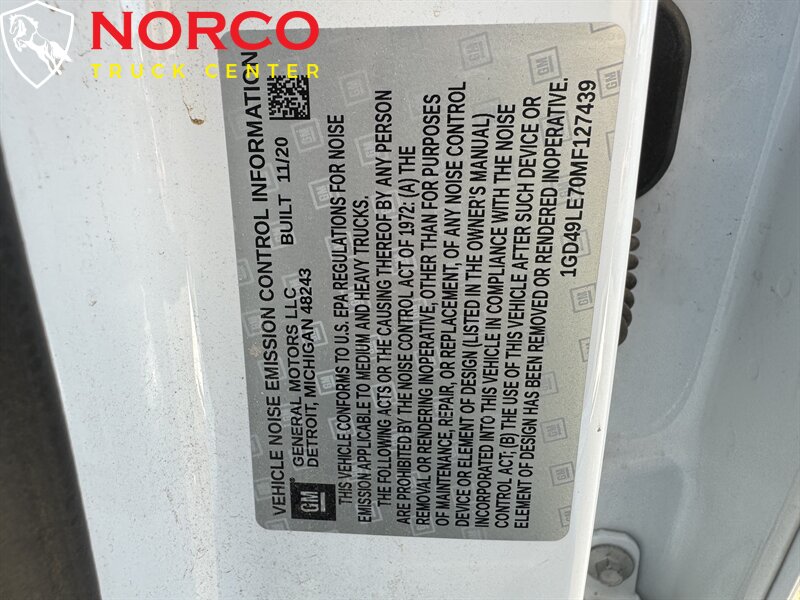 NORCO
TRUCK CENTER
VEHICLE NOISE EMISSION CONTROL INFORMATION
GM
GENERAL MOTORS LLC
DETROIT, MICHIGAN 48243
BUILT 11/20
THIS VEHICLE CONFORMS TO U.S. EPA REGULATIONS FOR NOISE
EMISSION APPLICABLE TO MEDIUM AND HEAVY TRUCKS.
THE FOLLOWING ACTS OR THE CAUSING THEREOF BY ANY PERSON
ARE PROHIBITED BY THE NOISE CONTROL ACT OF 1972: (A) THE
REMOVAL OR RENDERING INOPERATIVE, OTHER THAN FOR PURPOSES
OF MAINTENANCE, REPAIR, OR REPLACEMENT, OF ANY NOISE CONTROL
DEVICE OR ELEMENT OF DESIGN (LISTED IN THE OWNER'S MANUAL)
INCORPORATED INTO THIS VEHICLE IN COMPLIANCE WITH THE NOISE
CONTROL ACT; (B) THE USE OF THIS VEHICLE AFTER SUCH DEVICE OR
ELEMENT OF DESIGN HAS BEEN REMOVED OR RENDERED INOPERATIVE.
1GD49LE70MF127439